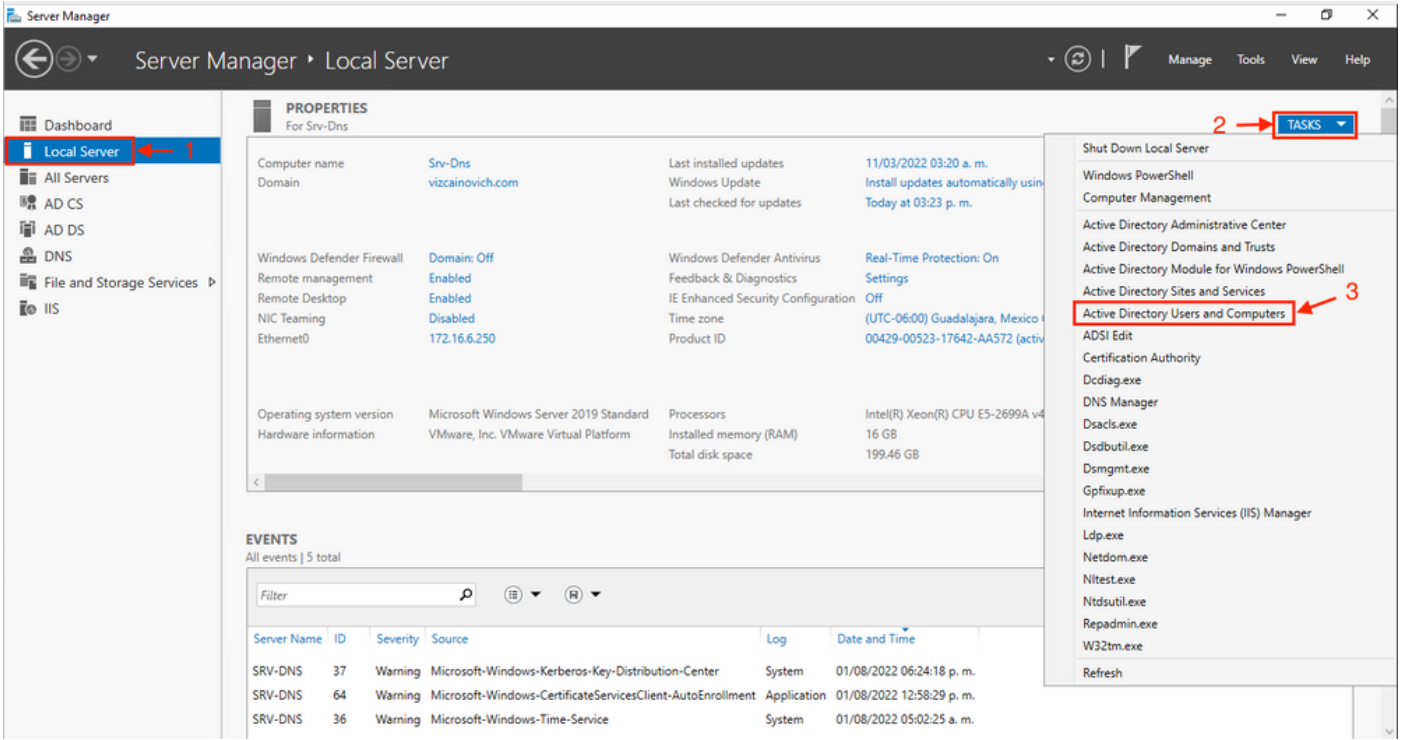 Server Manager
Server Manager • Local Server
Manage Tools View Help
Dashboard
Local Server
1
All Servers
AD CS
AD DS
DNS
File and Storage Services
IIS
PROPERTIES
For Srv-Dns
2
TASKS
Computer name Srv-Dns Last installed updates 11/03/2022 03:20 a. m.
Domain vizcainovich.com Windows Update Install updates automatically usin
Last checked for updates Today at 03:23 p. m.
Windows Defender Firewall Domain: Off Windows Defender Antivirus Real-Time Protection: On
Remote management Enabled Feedback & Diagnostics Settings
Remote Desktop Enabled IE Enhanced Security Configuration Off
NIC Teaming Disabled Time zone (UTC-06:00) Guadalajara, Mexico
Ethernet0 172.16.6.250 Product ID 00429-00523-17642-AA572 (activ
Operating system version Microsoft Windows Server 2019 Standard Processors Intel(R) Xeon(R) CPU E5-2699A v4
Hardware information VMware, Inc. VMware Virtual Platform Installed memory (RAM) 16 GB
Total disk space 199.46 GB
Shut Down Local Server
Windows PowerShell
Computer Management
Active Directory Administrative Center
Active Directory Domains and Trusts
Active Directory Module for Windows PowerShell
Active Directory Sites and Services
3
Active Directory Users and Computers
ADSI Edit
Certification Authority
Dcdiag.exe
DNS Manager
Dsacls.exe
Dsdbutil.exe
Dsmgmt.exe
Gpfixup.exe
Internet Information Services (IIS) Manager
Ldp.exe
Netdom.exe
Nltest.exe
Ntdsutil.exe
Repadmin.exe
W32tm.exe
Refresh
EVENTS
All events | 5 total
Filter
Server Name ID Severity Source Log Date and Time
SRV-DNS 37 Warning Microsoft-Windows-Kerberos-Key-Distribution-Center System 01/08/2022 06:24:18 p. m.
SRV-DNS 64 Warning Microsoft-Windows-CertificateServicesClient-AutoEnrollment Application 01/08/2022 12:58:29 p. m.
SRV-DNS 36 Warning Microsoft-Windows-Time-Service System 01/08/2022 05:02:25 a. m.